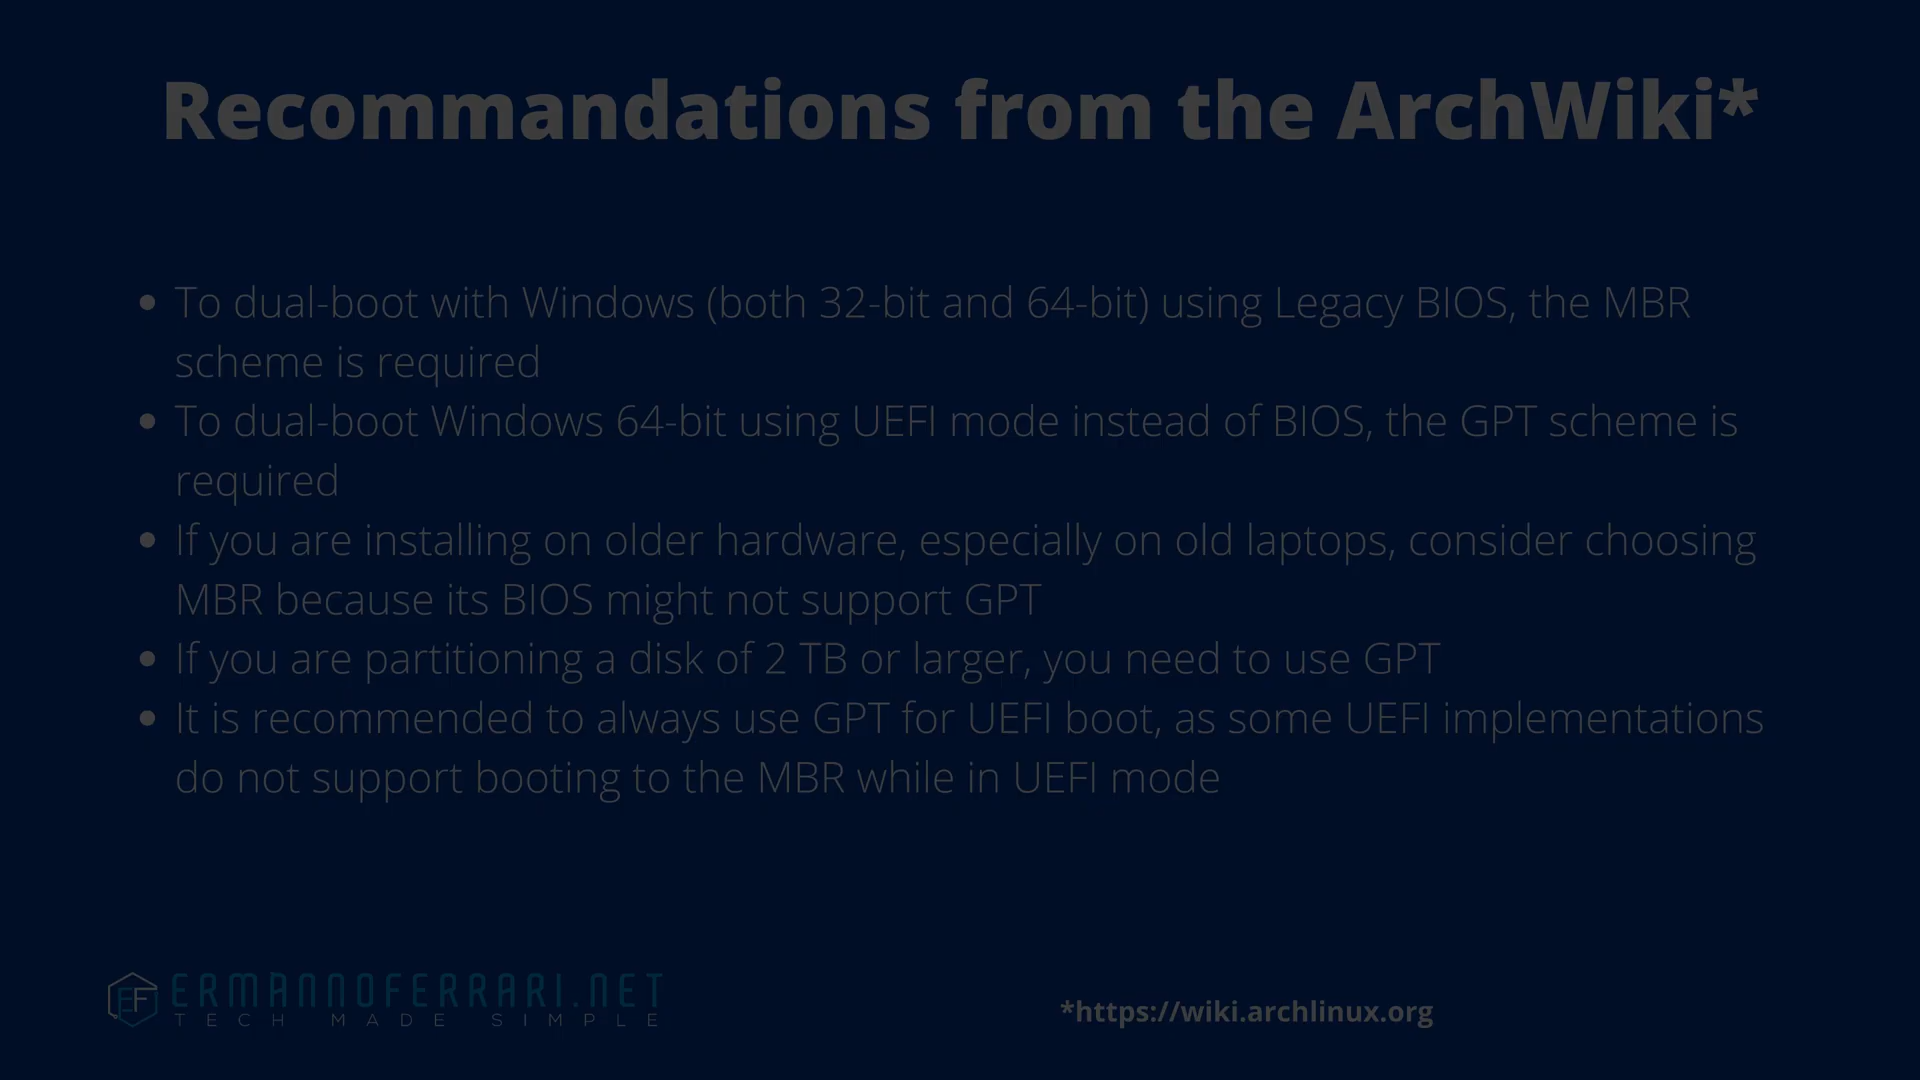 Recommandations from the ArchWiki*
• To dual-boot with Windows (both 32-bit and 64-bit) using Legacy BIOS, the MBR
scheme is required
• To dual-boot Windows 64-bit using UEFI mode instead of BIOS, the GPT scheme is
required
• If you are installing on older hardware, especially on old laptops, consider choosing
MBR because its BIOS might not support GPT
• If you are partitioning a disk of 2 TB or larger, you need to use GPT
• It is recommended to always use GPT for UEFI boot, as some UEFI implementations
do not support booting to the MBR while in UEFI mode
EF ERMANNOFERRARI.NET
TECH MADE SIMPLE
*https://wiki.archlinux.org